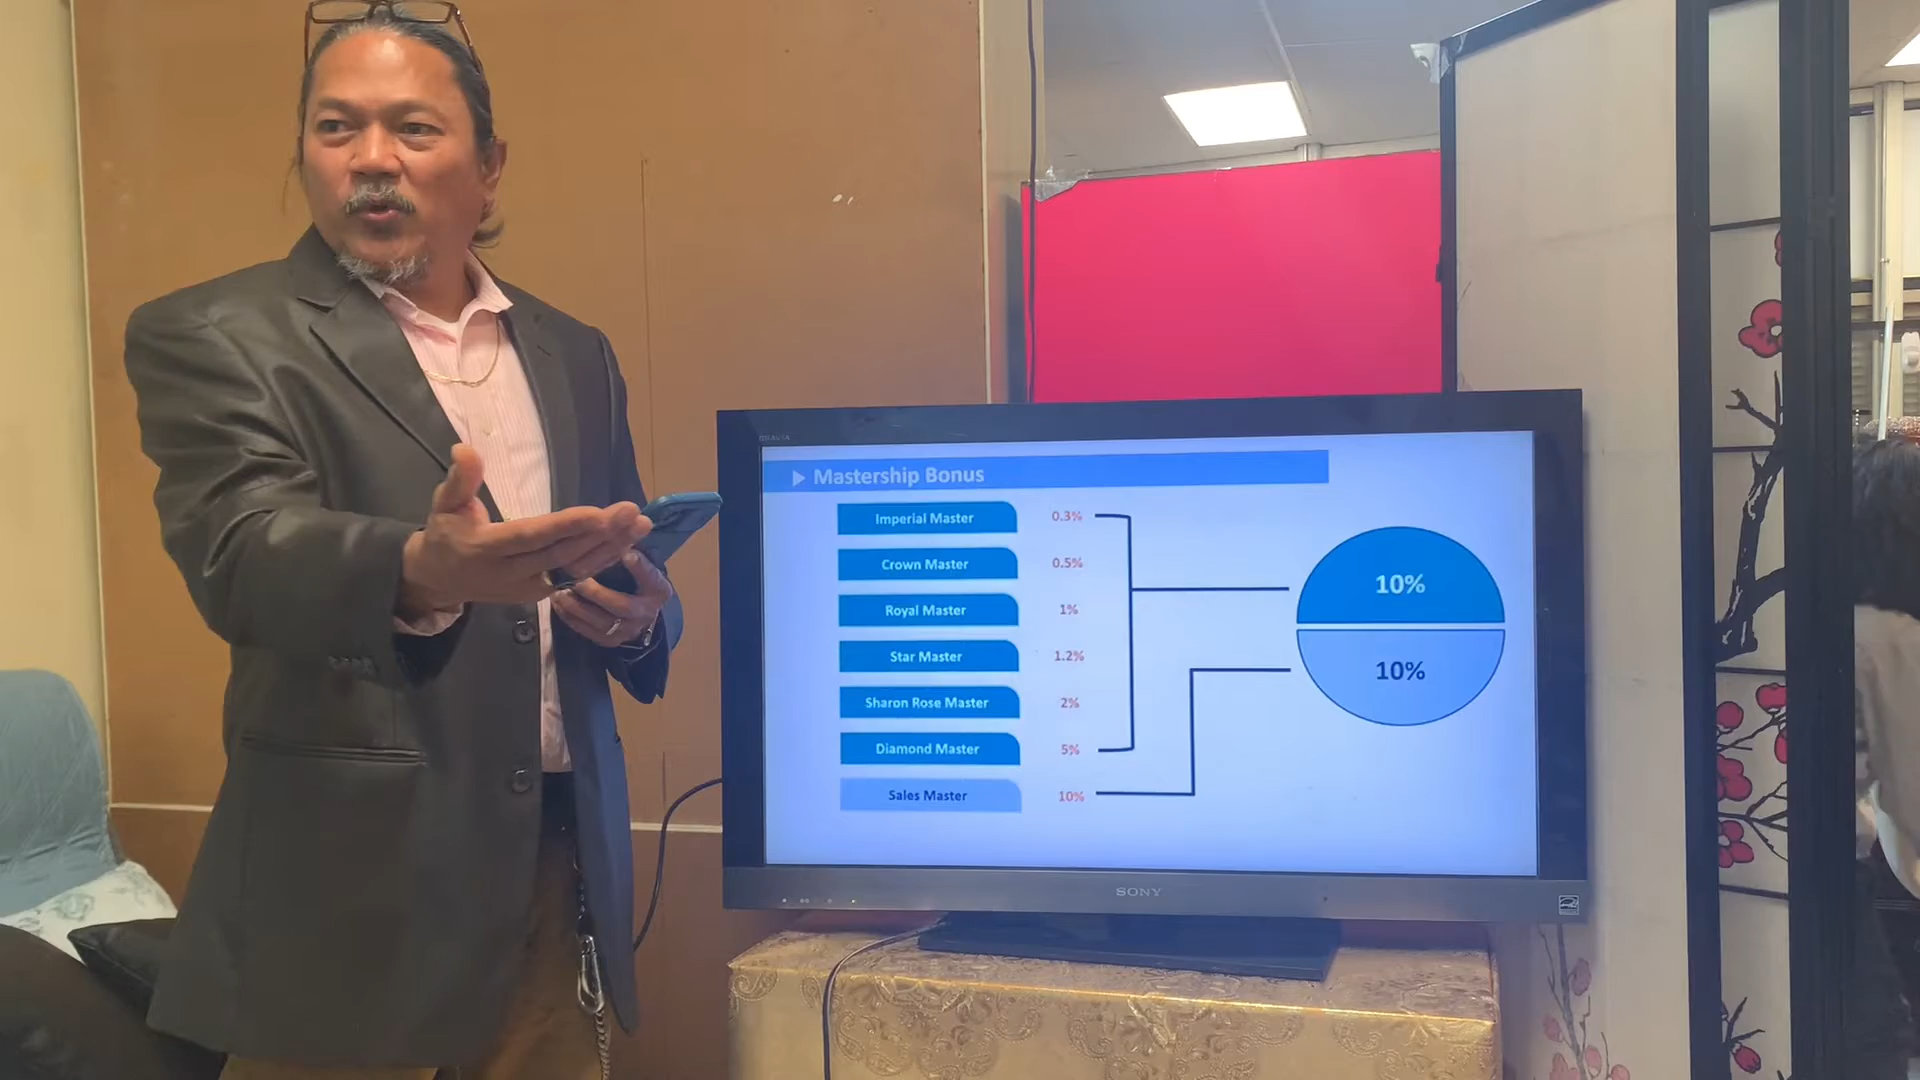 BRAVIA
Mastership Bonus
Imperial Master 0.3%
Crown Master 0.5%
Royal Master 1%
Star Master 1.2%
Sharon Rose Master 2%
Diamond Master 5%
Sales Master 10%
10%
10%
SONY